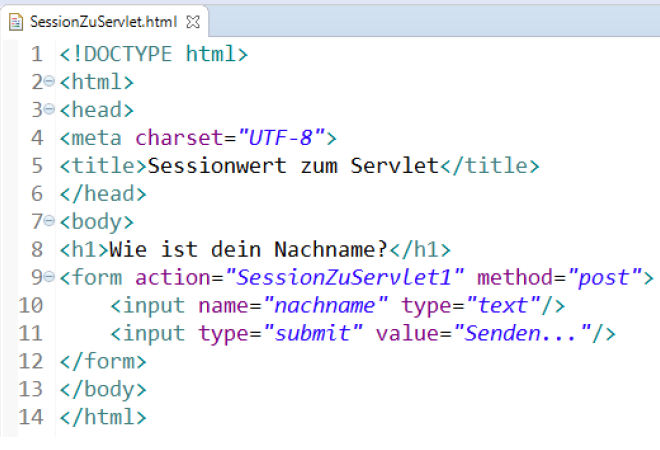 SessionZuServlet.html
1 <!DOCTYPE html>
2 <html>
3 <head>
4 <meta charset="UTF-8">
5 <title>Sessionwert zum Servlet</title>
6 </head>
7 <body>
8 <h1>Wie ist dein Nachname?</h1>
9 <form action="SessionZuServlet1" method="post">
10     <input name="nachname" type="text"/>
11     <input type="submit" value="Senden..."/>
12 </form>
13 </body>
14 </html>